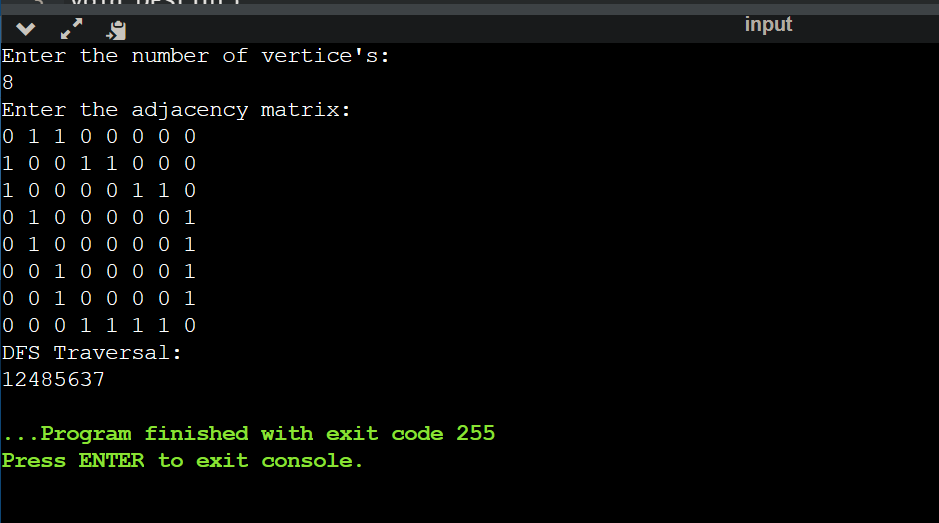 input
Enter the number of vertice's:
8
Enter the adjacency matrix:
0 1 1 0 0 0 0 0
1 0 0 1 1 0 0 0
1 0 0 0 0 1 1 0
0 1 0 0 0 0 0 1
0 1 0 0 0 0 0 1
0 0 1 0 0 0 0 1
0 0 1 0 0 0 0 1
0 0 0 1 1 1 1 0
DFS Traversal:
12485637
...Program finished with exit code 255
Press ENTER to exit console.